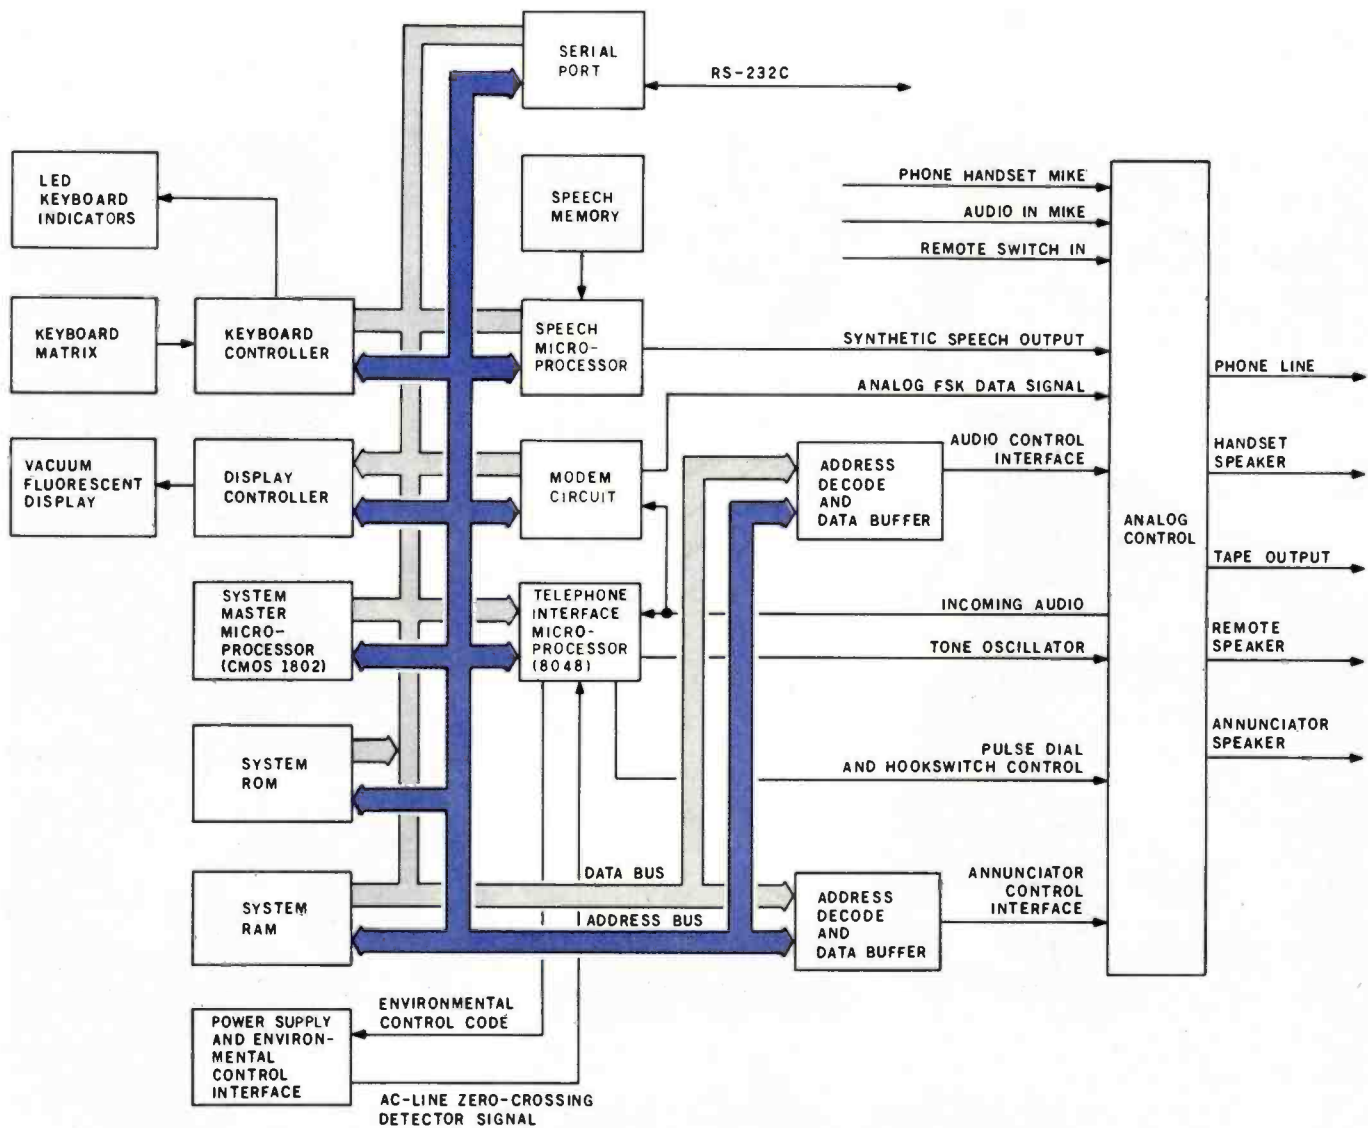 SERIAL
PORT
RS-232C
LED
KEYBOARD
INDICATORS
SPEECH
MEMORY
PHONE HANDSET MIKE
AUDIO IN MIKE
REMOTE SWITCH IN
KEYBOARD
MATRIX
KEYBOARD
CONTROLLER
SPEECH
MICRO-
PROCESSOR
SYNTHETIC SPEECH OUTPUT
ANALOG FSK DATA SIGNAL
PHONE LINE
VACUUM
FLUORESCENT
DISPLAY
DISPLAY
CONTROLLER
MODEM
CIRCUIT
ADDRESS
DECODE
AND
DATA BUFFER
AUDIO CONTROL
INTERFACE
HANDSET
SPEAKER
ANALOG
CONTROL
TAPE OUTPUT
SYSTEM
MASTER
MICRO-
PROCESSOR
(CMOS 1802)
TELEPHONE
INTERFACE
MICRO-
PROCESSOR
(8048)
INCOMING AUDIO
TONE OSCILLATOR
REMOTE
SPEAKER
SYSTEM
ROM
PULSE DIAL
AND HOOKSWITCH CONTROL
ANNUNCIATOR
SPEAKER
SYSTEM
RAM
DATA BUS
ADDRESS BUS
ADDRESS
DECODE
AND
DATA BUFFER
ANNUNCIATOR
CONTROL
INTERFACE
POWER SUPPLY
AND ENVIRON-
MENTAL
CONTROL
INTERFACE
ENVIRONMENTAL
CONTROL CODE
AC-LINE ZERO-CROSSING
DETECTOR SIGNAL